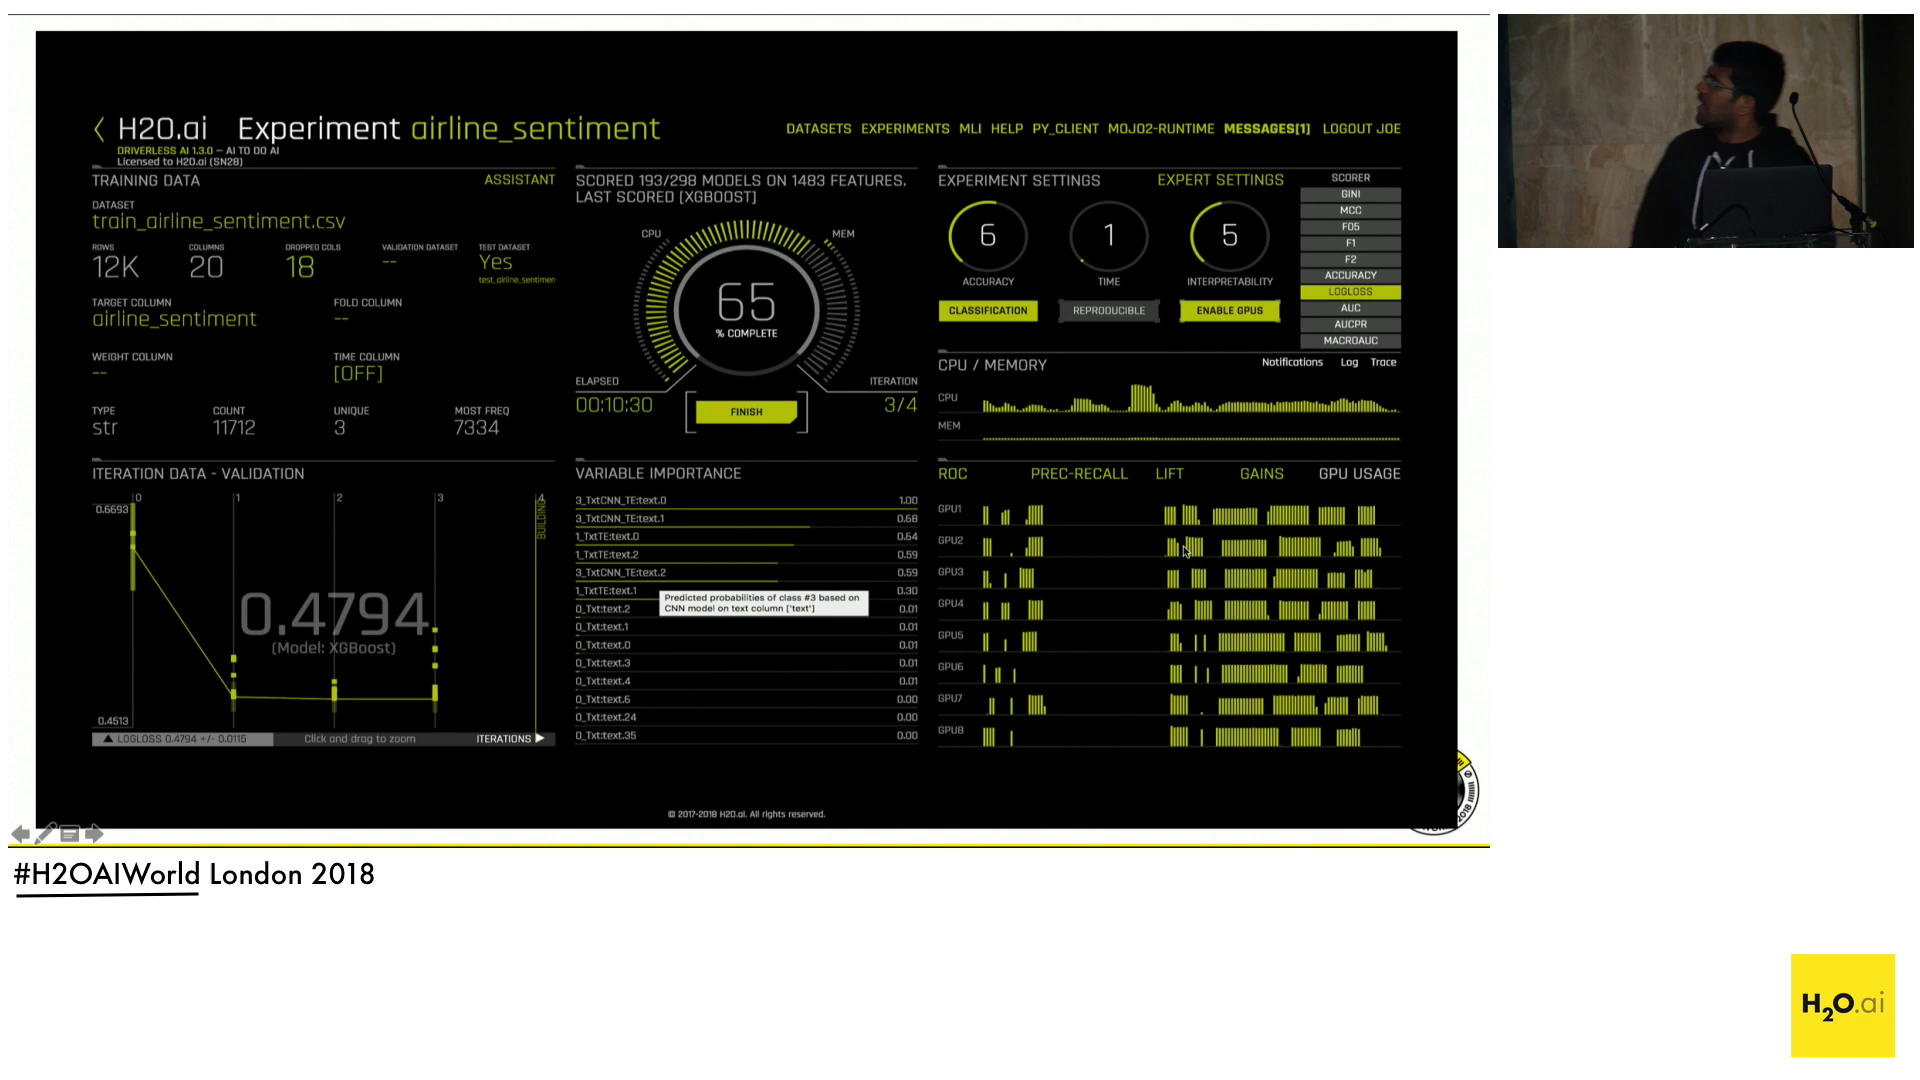 H2O.ai Experiment airline_sentiment
DRIVERLESS AI 1.3.0 – AI TO DO AI
Licensed to H2O.ai (SN28)
DATASETS EXPERIMENTS MLI HELP PY_CLIENT MOJO2-RUNTIME MESSAGES[1] LOGOUT JOE
TRAINING DATA ASSISTANT
DATASET
train_airline_sentiment.csv
ROWS COLUMNS DROPPED COLS VALIDATION DATASET TEST DATASET
12K 20 18 -- Yes
test_airline_sentimen
TARGET COLUMN FOLD COLUMN
airline_sentiment --
WEIGHT COLUMN TIME COLUMN
-- [OFF]
TYPE COUNT UNIQUE MOST FREQ
str 11712 3 7334
SCORED 193/298 MODELS ON 1483 FEATURES.
LAST SCORED [XGBOOST]
CPU MEM
65
% COMPLETE
ELAPSED ITERATION
00:10:30 3/4
FINISH
EXPERIMENT SETTINGS EXPERT SETTINGS
6 1 5
ACCURACY TIME INTERPRETABILITY
CLASSIFICATION REPRODUCIBLE ENABLE GPUS
SCORER
GINI
MCC
F05
F1
F2
ACCURACY
LOGLOSS
AUC
AUCPR
MACROAUC
CPU / MEMORY Notifications Log Trace
CPU
MEM
ITERATION DATA - VALIDATION
0 1 2 3 4
0.6693
BUILDING
0.4794
(Model: XGBoost)
0.4513
LOGLOSS 0.4794 +/- 0.0115 Click and drag to zoom ITERATIONS
VARIABLE IMPORTANCE
3_TxtCNN_TE:text.0 1.00
3_TxtCNN_TE:text.1 0.68
1_TxtTE:text.0 0.64
1_TxtTE:text.2 0.59
3_TxtCNN_TE:text.2 0.59
1_TxtTE:text.1 0.30
Predicted probabilities of class #3 based on
CNN model on text column ['text']
0_Txt:text.2 0.01
0_Txt:text.1 0.01
0_Txt:text.0 0.01
0_Txt:text.3 0.01
0_Txt:text.4 0.01
0_Txt:text.6 0.00
0_Txt:text.24 0.00
0_Txt:text.35 0.00
ROC PREC-RECALL LIFT GAINS GPU USAGE
GPU1
GPU2
GPU3
GPU4
GPU5
GPU6
GPU7
GPU8
© 2017-2018 H2O.ai. All rights reserved.
2018
#H2OAIWorld London 2018
H2O.ai